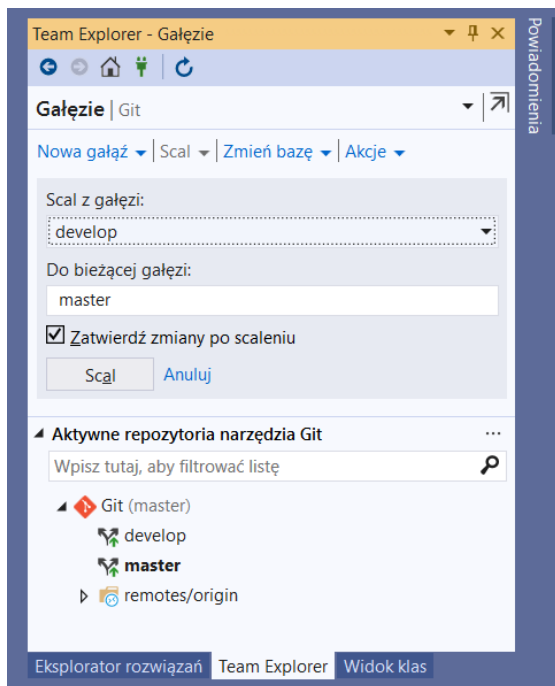 Team Explorer - Gałęzie
Gałęzie | Git
Nowa gałąź | Scal | Zmień bazę | Akcje
Scal z gałęzi:
develop
Do bieżącej gałęzi:
master
Zatwierdź zmiany po scaleniu
Scal Anuluj
Aktywne repozytoria narzędzia Git ...
Wpisz tutaj, aby filtrować listę
Git (master)
develop
master
remotes/origin
Eksplorator rozwiązań Team Explorer Widok klas
Powiadomienia